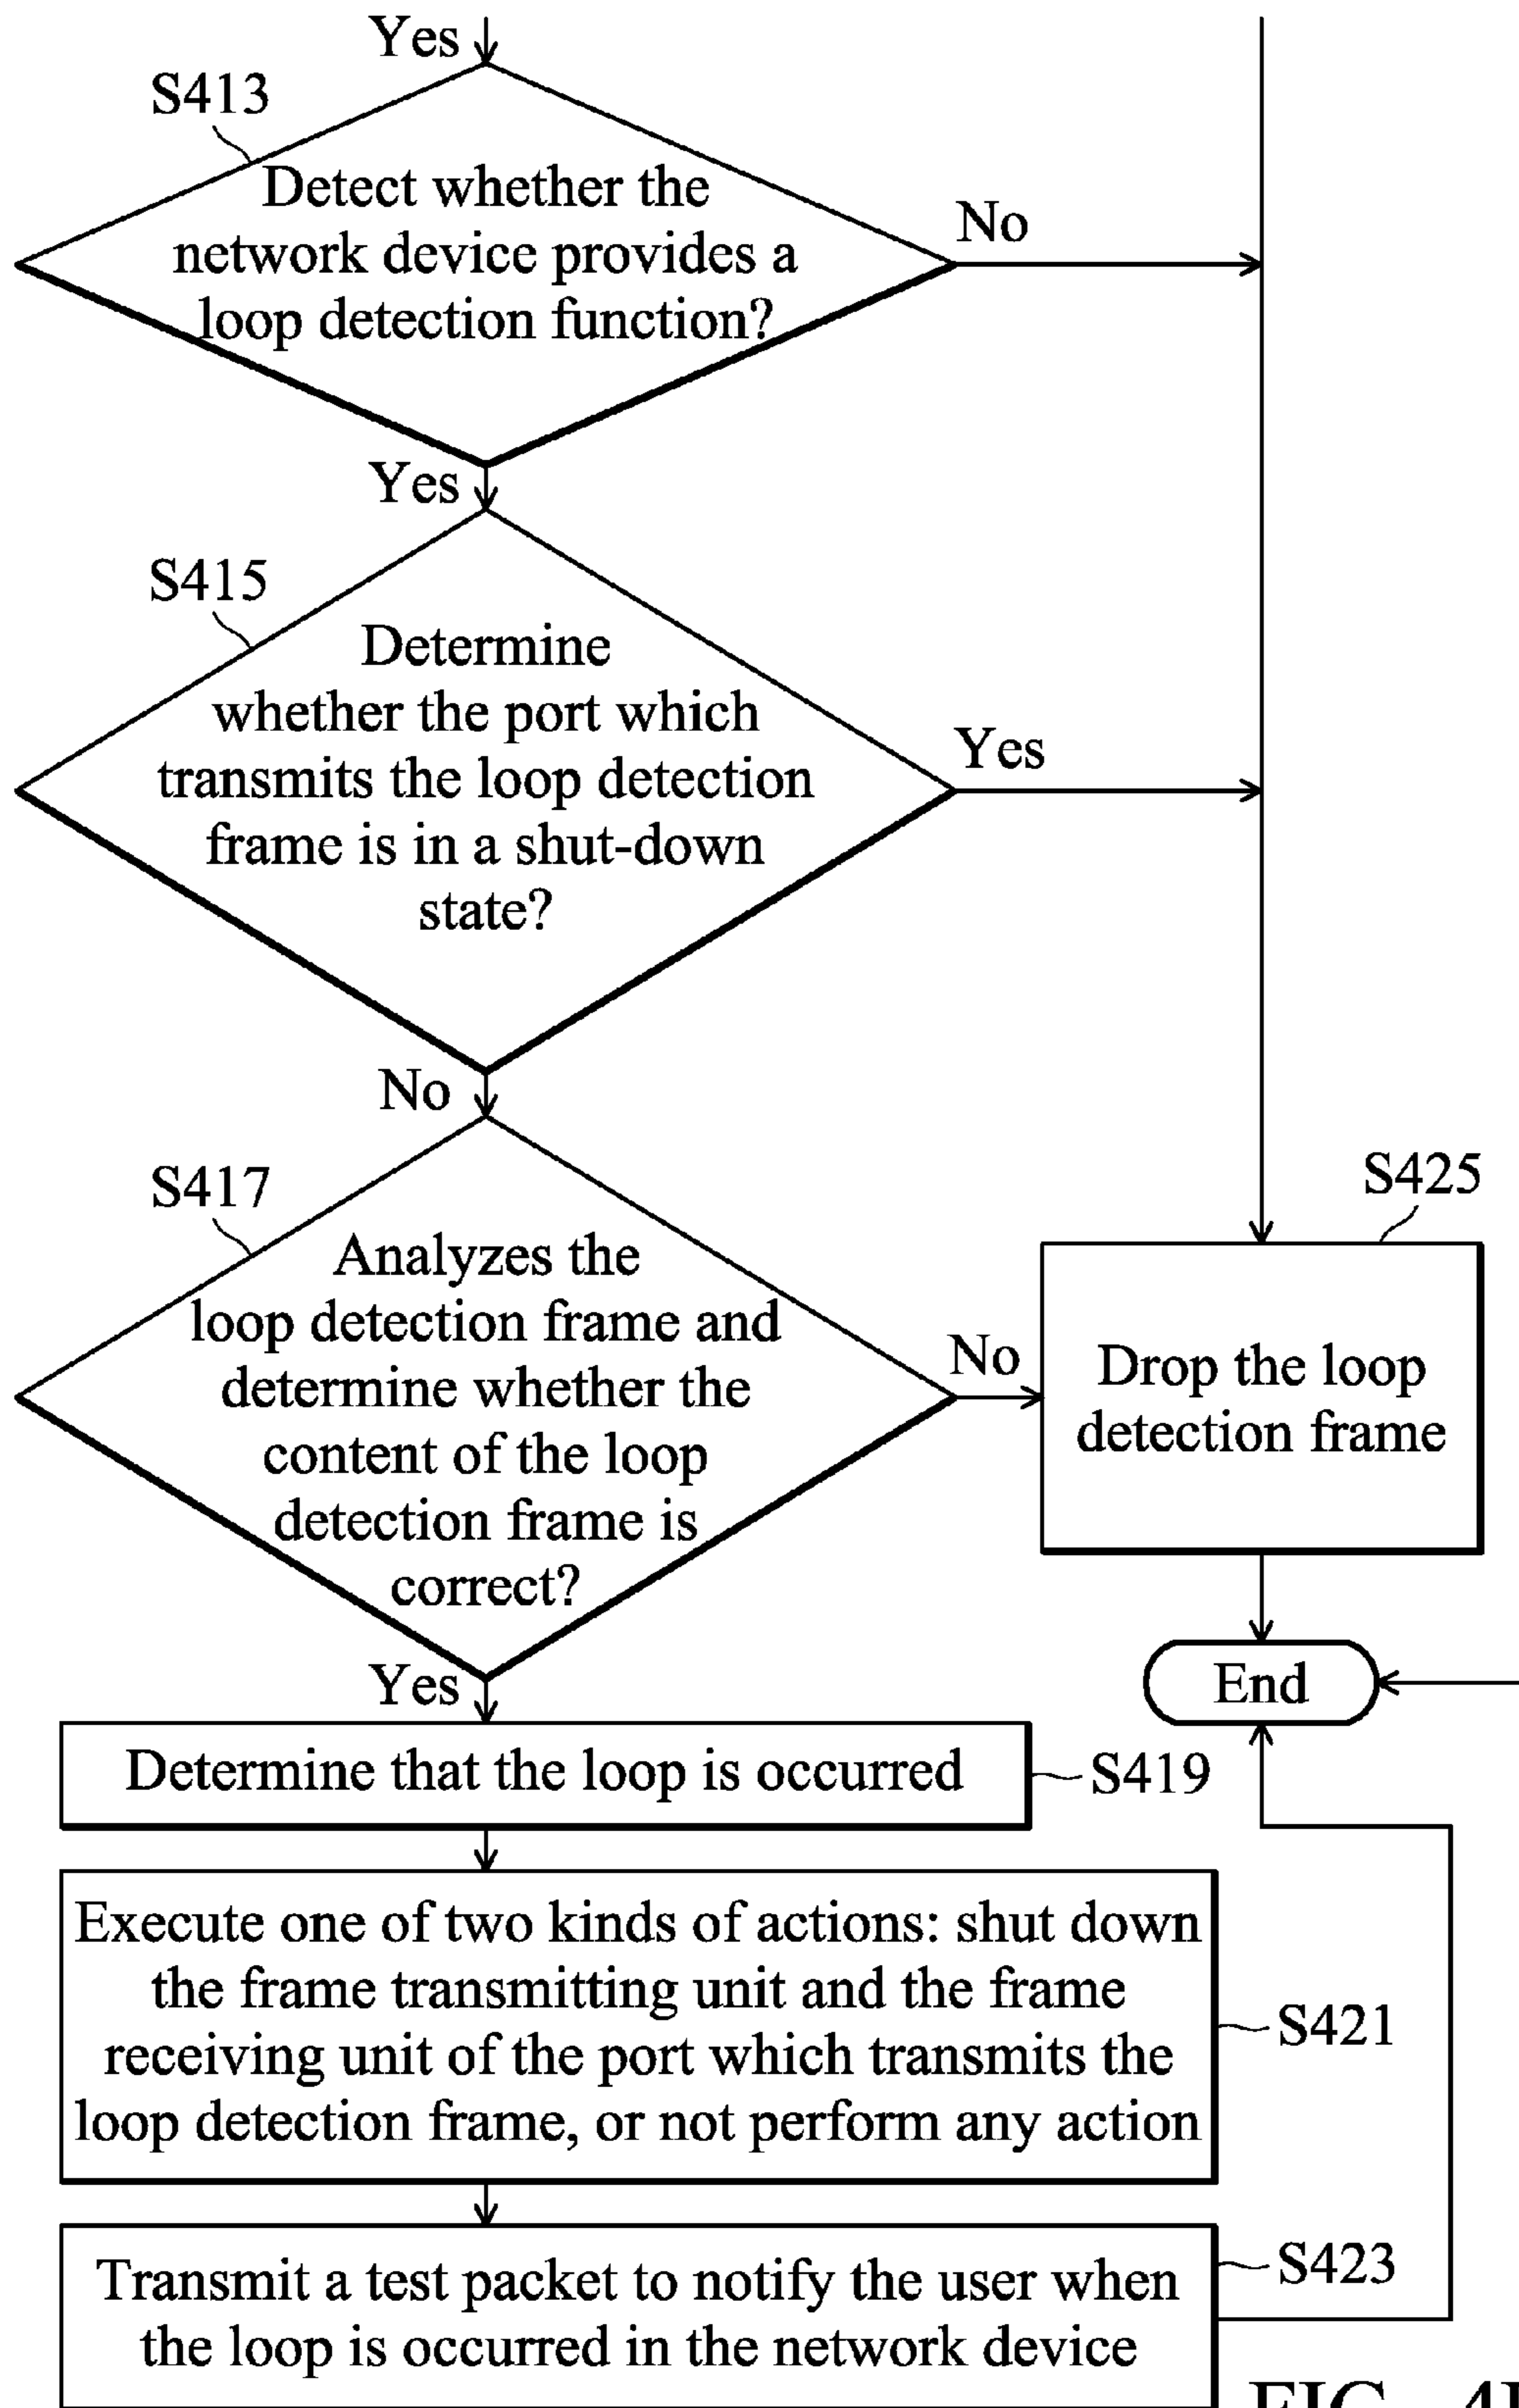 Yes
S413
Detect whether the
network device provides a
loop detection function?
No
Yes
S415
Determine
whether the port which
transmits the loop detection
frame is in a shut-down
state?
Yes
No
S417
Analyzes the
loop detection frame and
determine whether the
content of the loop
detection frame is
correct?
No
S425
Drop the loop
detection frame
Yes
End
Determine that the loop is occurred
S419
Execute one of two kinds of actions: shut down
the frame transmitting unit and the frame
receiving unit of the port which transmits the
loop detection frame, or not perform any action
S421
Transmit a test packet to notify the user when
the loop is occurred in the network device
S423
FIG.